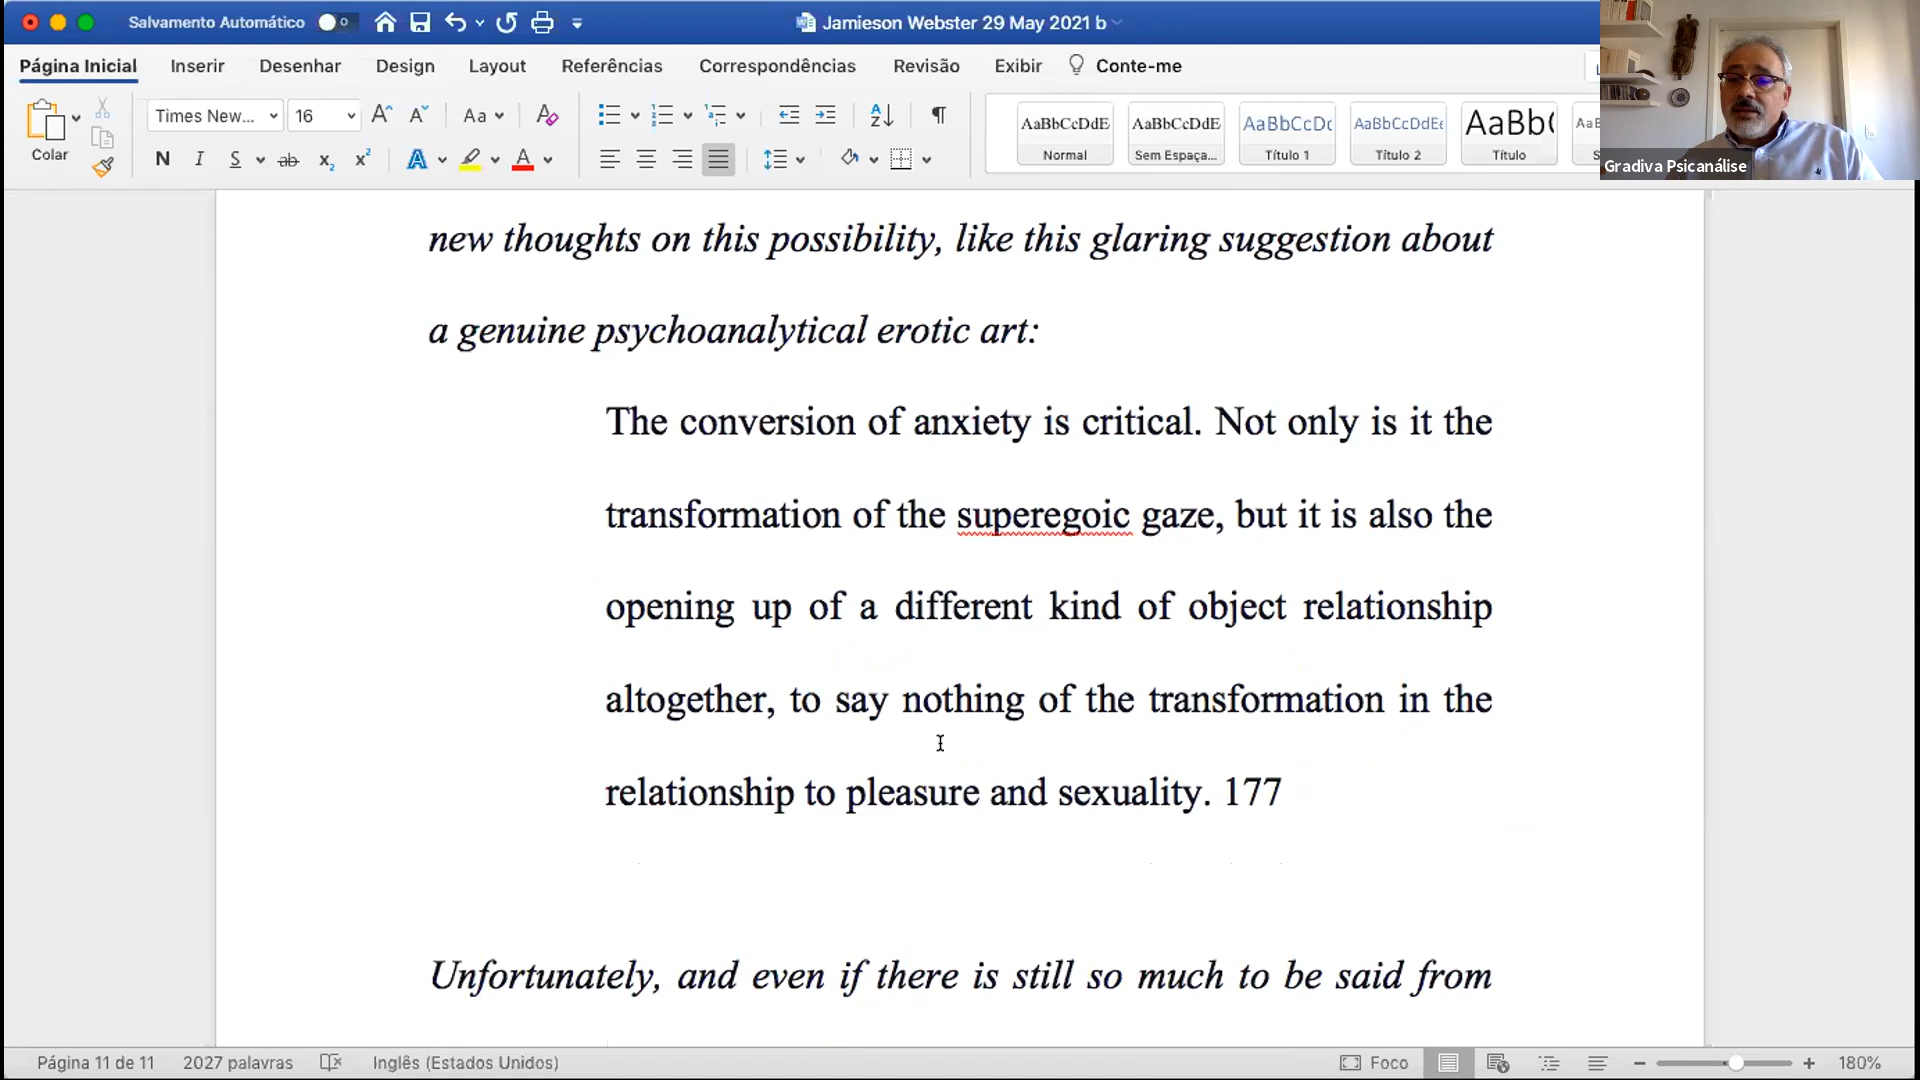 Salvamento Automático
Jamieson Webster 29 May 2021 b
Página Inicial Inserir Desenhar Design Layout Referências Correspondências Revisão Exibir Conte-me
Colar
Times New... 16 Aa
N I S ab x₂ x²
AaBbCcDdE AaBbCcDdE AaBbCcDc AaBbCcDdEe AaBb(
Normal Sem Espaça... Título 1 Título 2 Título
Gradiva Psicanálise
new thoughts on this possibility, like this glaring suggestion about
a genuine psychoanalytical erotic art:
The conversion of anxiety is critical. Not only is it the
transformation of the superegoic gaze, but it is also the
opening up of a different kind of object relationship
altogether, to say nothing of the transformation in the
relationship to pleasure and sexuality. 177
Unfortunately, and even if there is still so much to be said from
Página 11 de 11 2027 palavras Inglês (Estados Unidos) Foco 180%